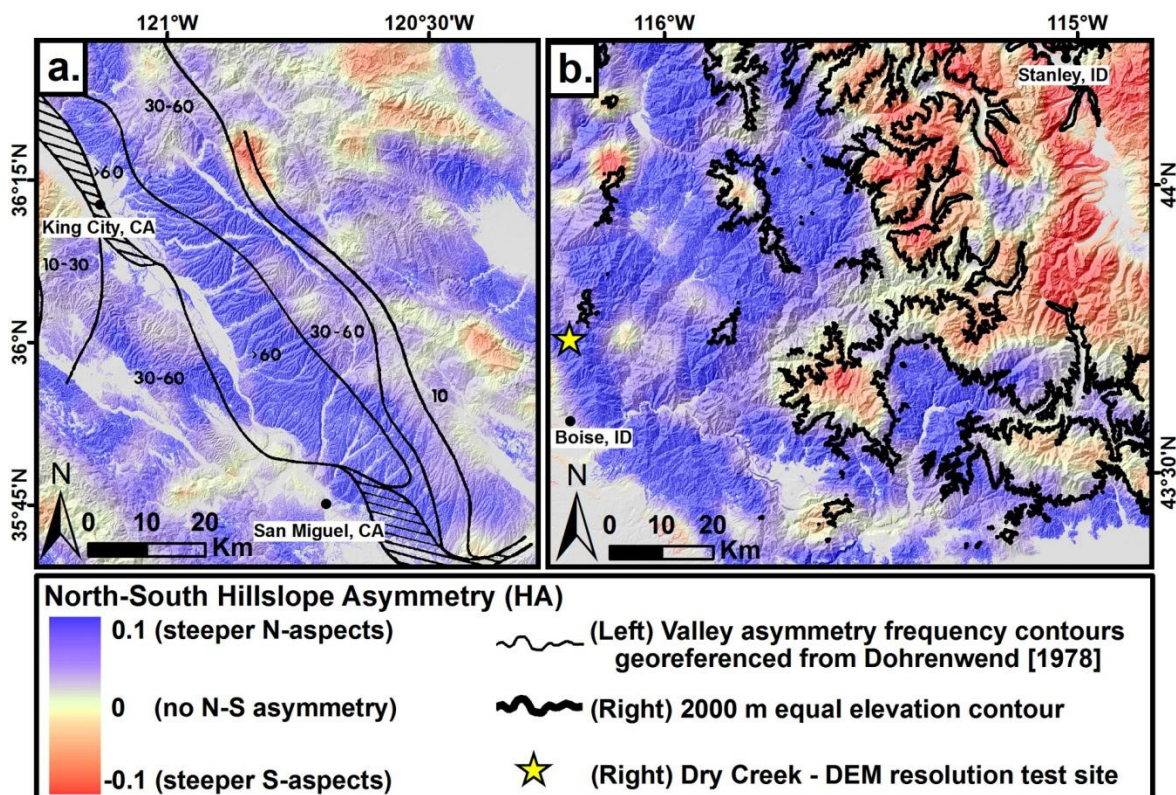 121°W
120°30'W
116°W
115°W
a.
b.
36°15'N
36°0'N
35°45'N
44°N
43°30'N
30-60
>60
King City, CA
10-30
30-60
>60
30-60
10
San Miguel, CA
N
0 10 20
Km
Stanley, ID
Boise, ID
N
0 10 20
Km
North-South Hillslope Asymmetry (HA)
0.1 (steeper N-aspects)
0 (no N-S asymmetry)
-0.1 (steeper S-aspects)
(Left) Valley asymmetry frequency contours
georeferenced from Dohrenwend [1978]
(Right) 2000 m equal elevation contour
(Right) Dry Creek - DEM resolution test site